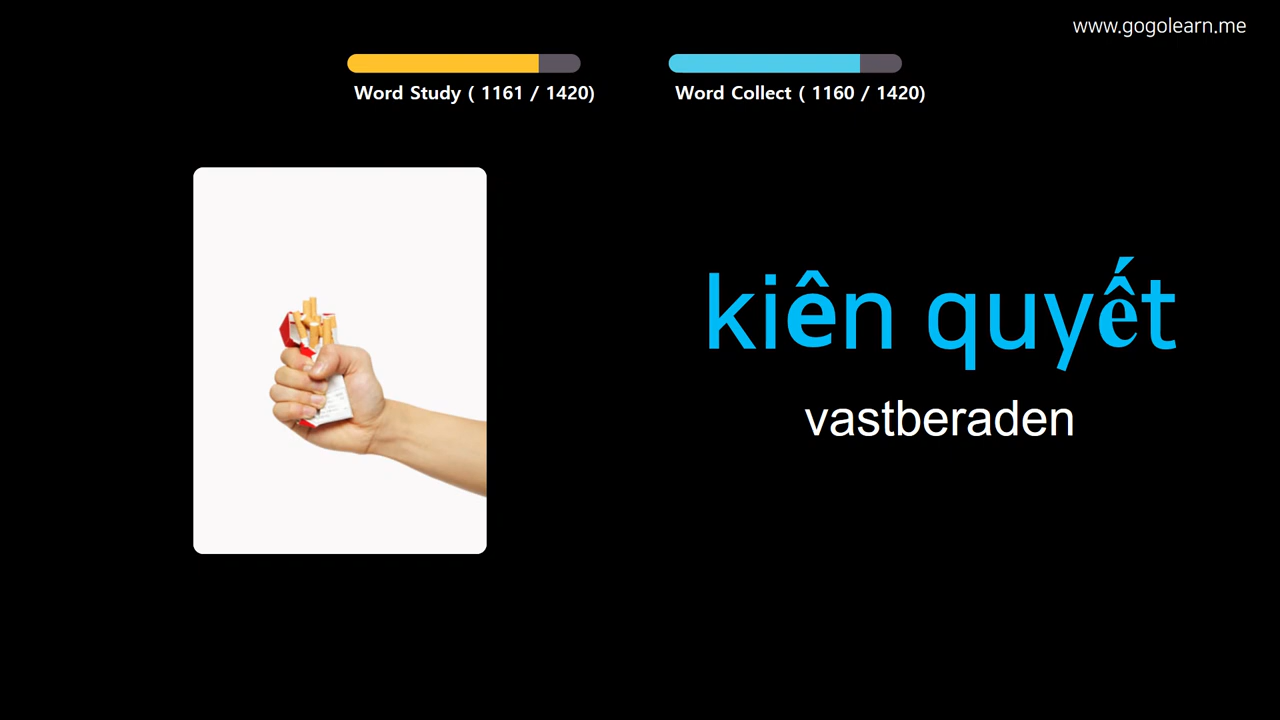 www.gogolearn.me
Word Study ( 1161 / 1420)
Word Collect ( 1160 / 1420)
kiên quyết
vastberaden